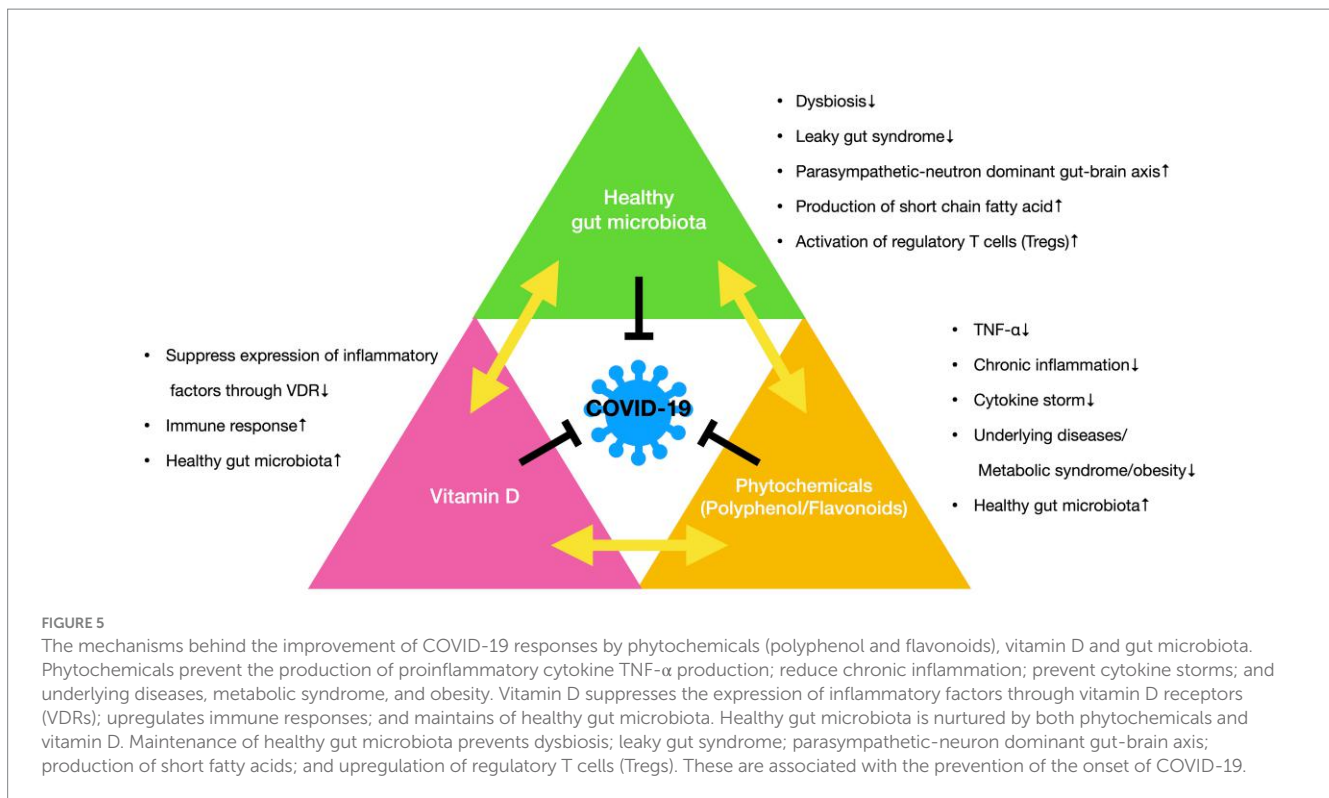 • Dysbiosis↓
• Leaky gut syndrome↓
• Parasympathetic-neutron dominant gut-brain axis↑
• Production of short chain fatty acid↑
• Activation of regulatory T cells (Tregs)↑
Healthy
gut microbiota
• Suppress expression of inflammatory
factors through VDR↓
• Immune response↑
• Healthy gut microbiota↑
COVID-19
• TNF-α↓
• Chronic inflammation↓
• Cytokine storm↓
• Underlying diseases/
Metabolic syndrome/obesity↓
• Healthy gut microbiota↑
Vitamin D
Phytochemicals
(Polyphenol/Flavonoids)
FIGURE 5
The mechanisms behind the improvement of COVID-19 responses by phytochemicals (polyphenol and flavonoids), vitamin D and gut microbiota.
Phytochemicals prevent the production of proinflammatory cytokine TNF-α production; reduce chronic inflammation; prevent cytokine storms; and
underlying diseases, metabolic syndrome, and obesity. Vitamin D suppresses the expression of inflammatory factors through vitamin D receptors
(VDRs); upregulates immune responses; and maintains of healthy gut microbiota. Healthy gut microbiota is nurtured by both phytochemicals and
vitamin D. Maintenance of healthy gut microbiota prevents dysbiosis; leaky gut syndrome; parasympathetic-neuron dominant gut-brain axis;
production of short fatty acids; and upregulation of regulatory T cells (Tregs). These are associated with the prevention of the onset of COVID-19.